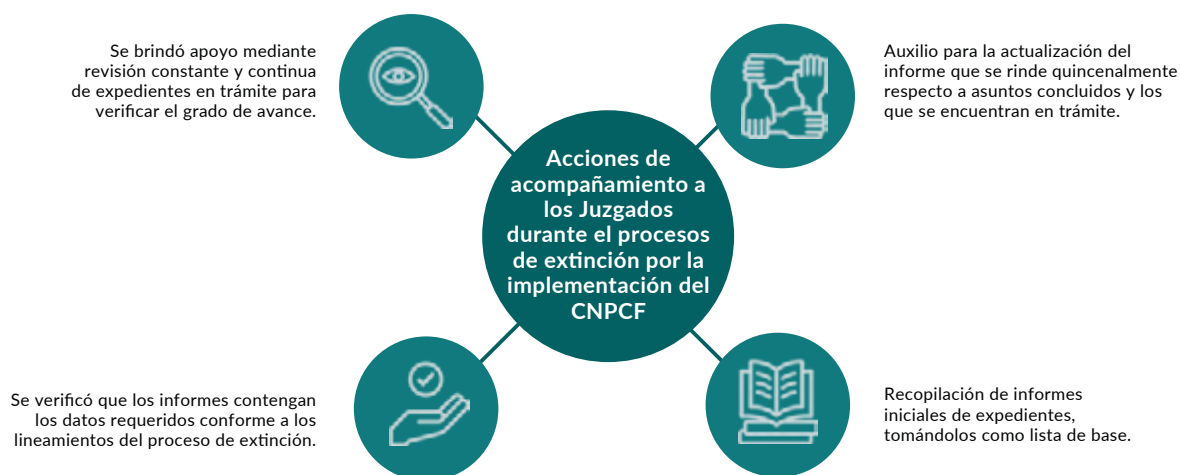 Se brindó apoyo mediante
revisión constante y continua
de expedientes en trámite para
verificar el grado de avance.
Auxilio para la actualización del
informe que se rinde quincenalmente
respecto a asuntos concluidos y los
que se encuentran en trámite.
Acciones de
acompañamiento a
los Juzgados
durante el procesos
de extinción por la
implementación del
CNPCF
Se verificó que los informes contengan
los datos requeridos conforme a los
lineamientos del proceso de extinción.
Recopilación de informes
iniciales de expedientes,
tomándolos como lista de base.